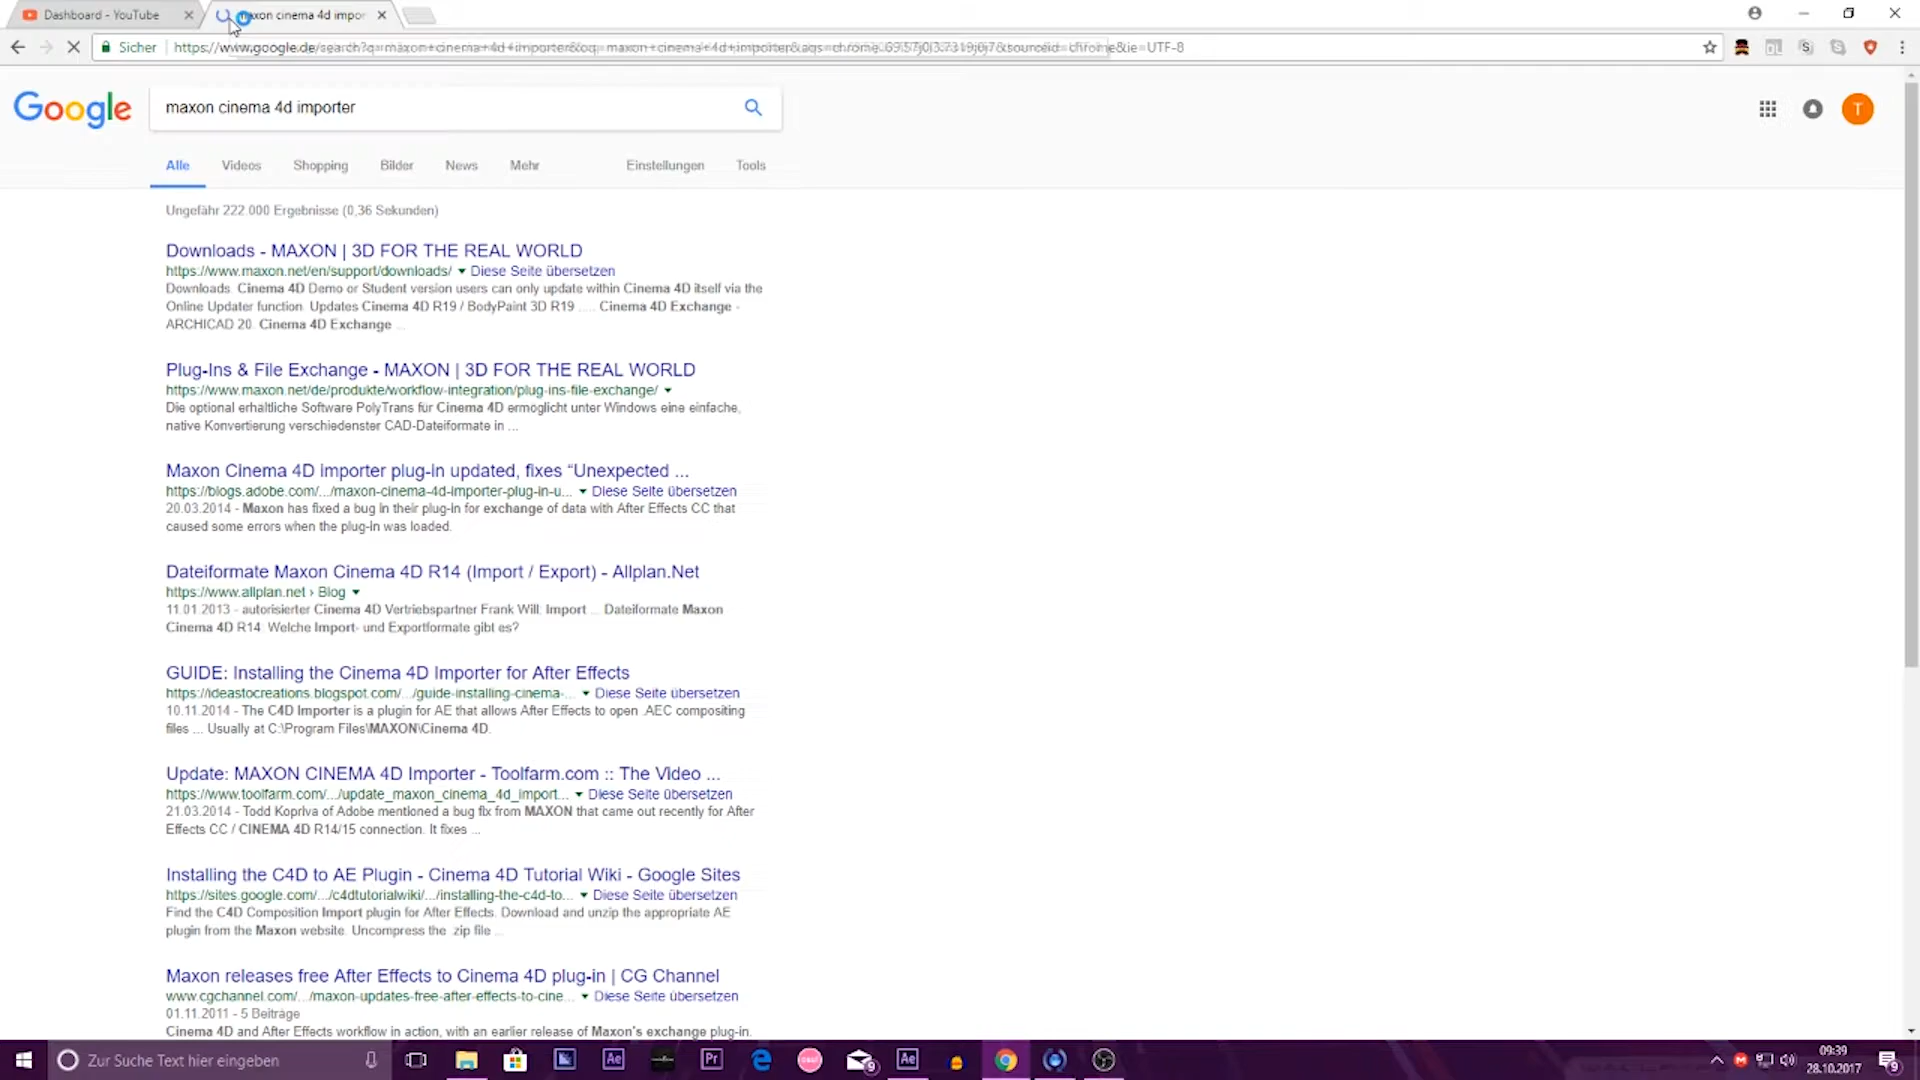 Dashboard - YouTube
maxon cinema 4d impor
Sicher
Google
maxon cinema 4d importer
T
Alle Videos Shopping Bilder News Mehr Einstellungen Tools
Ungefähr 222.000 Ergebnisse (0,36 Sekunden)
Downloads - MAXON | 3D FOR THE REAL WORLD
https://www.maxon.net/en/support/downloads/ ▼ Diese Seite übersetzen
Downloads. Cinema 4D Demo or Student version users can only update within Cinema 4D itself via the
Online Updater function. Updates Cinema 4D R19 / BodyPaint 3D R19 ..... Cinema 4D Exchange -
ARCHICAD 20. Cinema 4D Exchange ...
Plug-Ins & File Exchange - MAXON | 3D FOR THE REAL WORLD
https://www.maxon.net/de/produkte/workflow-integration/plug-ins-file-exchange/ ▼
Die optional erhältliche Software PolyTrans für Cinema 4D ermöglicht unter Windows eine einfache,
native Konvertierung verschiedenster CAD-Dateiformate in ...
Maxon Cinema 4D Importer plug-in updated, fixes “Unexpected ...
https://blogs.adobe.com/.../maxon-cinema-4d-importer-plug-in-u... ▼ Diese Seite übersetzen
20.03.2014 - Maxon has fixed a bug in their plug-in for exchange of data with After Effects CC that
caused some errors when the plug-in was loaded.
Dateiformate Maxon Cinema 4D R14 (Import / Export) - Allplan.Net
https://www.allplan.net › Blog ▼
11.01.2013 - autorisierter Cinema 4D Vertriebspartner Frank Will: Import ... Dateiformate Maxon
Cinema 4D R14. Welche Import- und Exportformate gibt es?
GUIDE: Installing the Cinema 4D Importer for After Effects
https://ideastocreations.blogspot.com/.../guide-installing-cinema-... ▼ Diese Seite übersetzen
10.11.2014 - The C4D Importer is a plugin for AE that allows After Effects to open .AEC compositing
files ... Usually at C:\Program Files\MAXON\Cinema 4D.
Update: MAXON CINEMA 4D Importer - Toolfarm.com :: The Video ...
https://www.toolfarm.com/.../update_maxon_cinema_4d_import... ▼ Diese Seite übersetzen
21.03.2014 - Todd Kopriva of Adobe mentioned a bug fix from MAXON that came out recently for After
Effects CC / CINEMA 4D R14/15 connection. It fixes ...
Installing the C4D to AE Plugin - Cinema 4D Tutorial Wiki - Google Sites
https://sites.google.com/.../c4dtutorialwiki/.../installing-the-c4d-to... ▼ Diese Seite übersetzen
Find the C4D Composition Import plugin for After Effects. Download and unzip the appropriate AE
plugin from the Maxon website. Uncompress the .zip file ...
Maxon releases free After Effects to Cinema 4D plug-in | CG Channel
www.cgchannel.com/.../maxon-updates-free-after-effects-to-cine... ▼ Diese Seite übersetzen
01.11.2011 - 5 Beiträge
Cinema 4D and After Effects workflow in action, with an earlier release of Maxon's exchange plug-in.
Zur Suche Text hier eingeben
Ae
Pr
9
Ae
09:39
28.10.2017
9